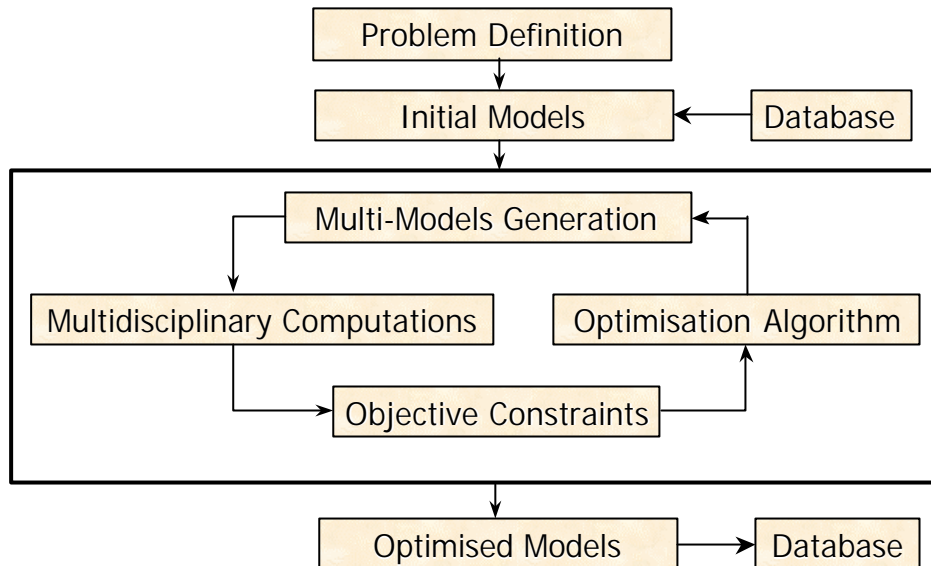 Problem Definition
Initial Models
Database
Multi-Models Generation
Multidisciplinary Computations
Optimisation Algorithm
Objective Constraints
Optimised Models
Database